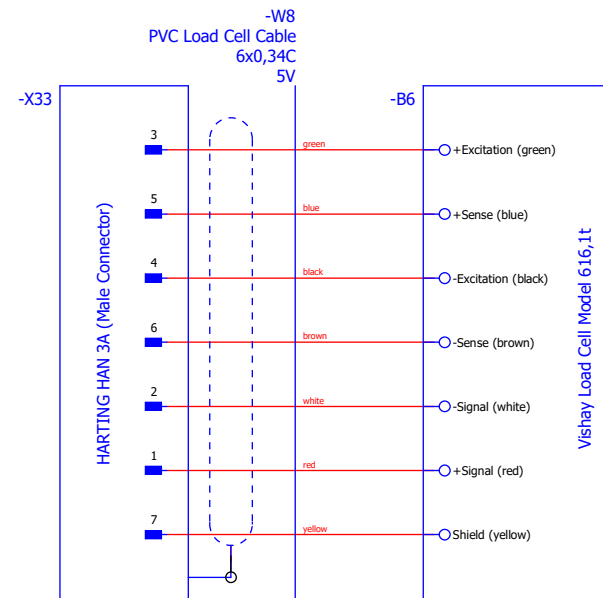 -W8
PVC Load Cell Cable
6x0,34C
5V
-X33
-B6
HARTING HAN 3A (Male Connector)
3
green
+Excitation (green)
5
blue
+Sense (blue)
4
black
-Excitation (black)
6
brown
-Sense (brown)
2
white
-Signal (white)
1
red
+Signal (red)
7
yellow
Shield (yellow)
Vishay Load Cell Model 616,1t